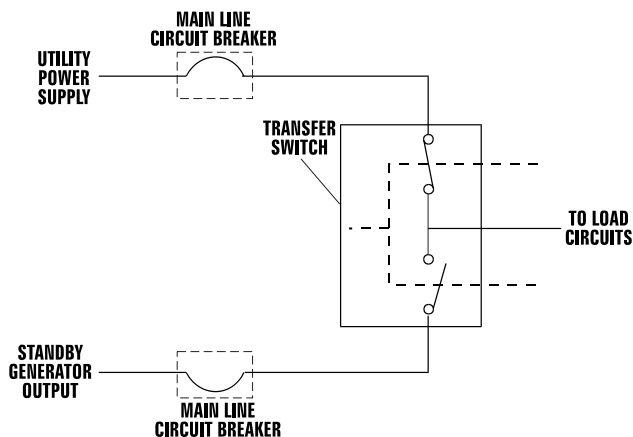 MAIN LINE
CIRCUIT BREAKER
UTILITY
POWER
SUPPLY
TRANSFER
SWITCH
TO LOAD
CIRCUITS
STANDBY
GENERATOR
OUTPUT
MAIN LINE
CIRCUIT BREAKER